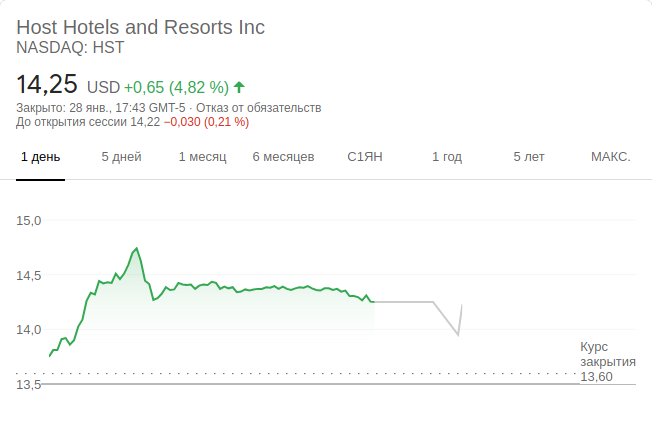 Host Hotels and Resorts Inc
NASDAQ: HST
14,25 USD +0,65 (4,82 %)
Закрыто: 28 янв., 17:43 GMT-5 · Отказ от обязательств
До открытия сессии 14,22 −0,030 (0,21 %)
1 день 5 дней 1 месяц 6 месяцев С1ЯН 1 год 5 лет МАКС.
15,0
14,5
14,0
Курс
закрытия
13,60
13,5